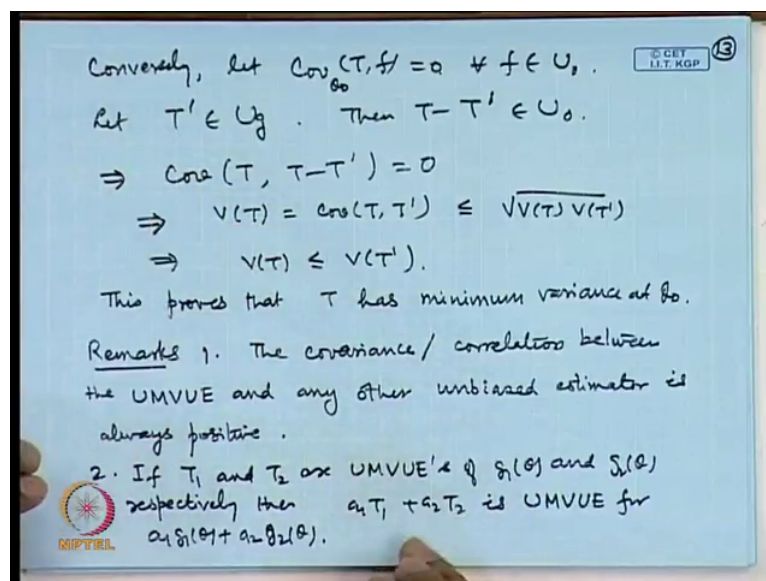 Conversely, let Cov_θ₀(T, f) = 0 ∀ f ∈ U₀.
© CET
I.I.T. KGP
13
Let T' ∈ Ug. Then T – T' ∈ U₀.
⇒ Cov(T, T–T') = 0
⇒ V(T) = Cov(T, T') ≤ √V(T) V(T')
⇒ V(T) ≤ V(T').
This proves that T has minimum variance at θ₀.
Remarks 1. The covariance/correlation between
the UMVUE and any other unbiased estimator is
always positive.
2. If T₁ and T₂ are UMVUE's of g₁(θ) and g₂(θ)
respectively then a₁T₁ + a₂T₂ is UMVUE for
a₁g₁(θ) + a₂g₂(θ).
NPTEL